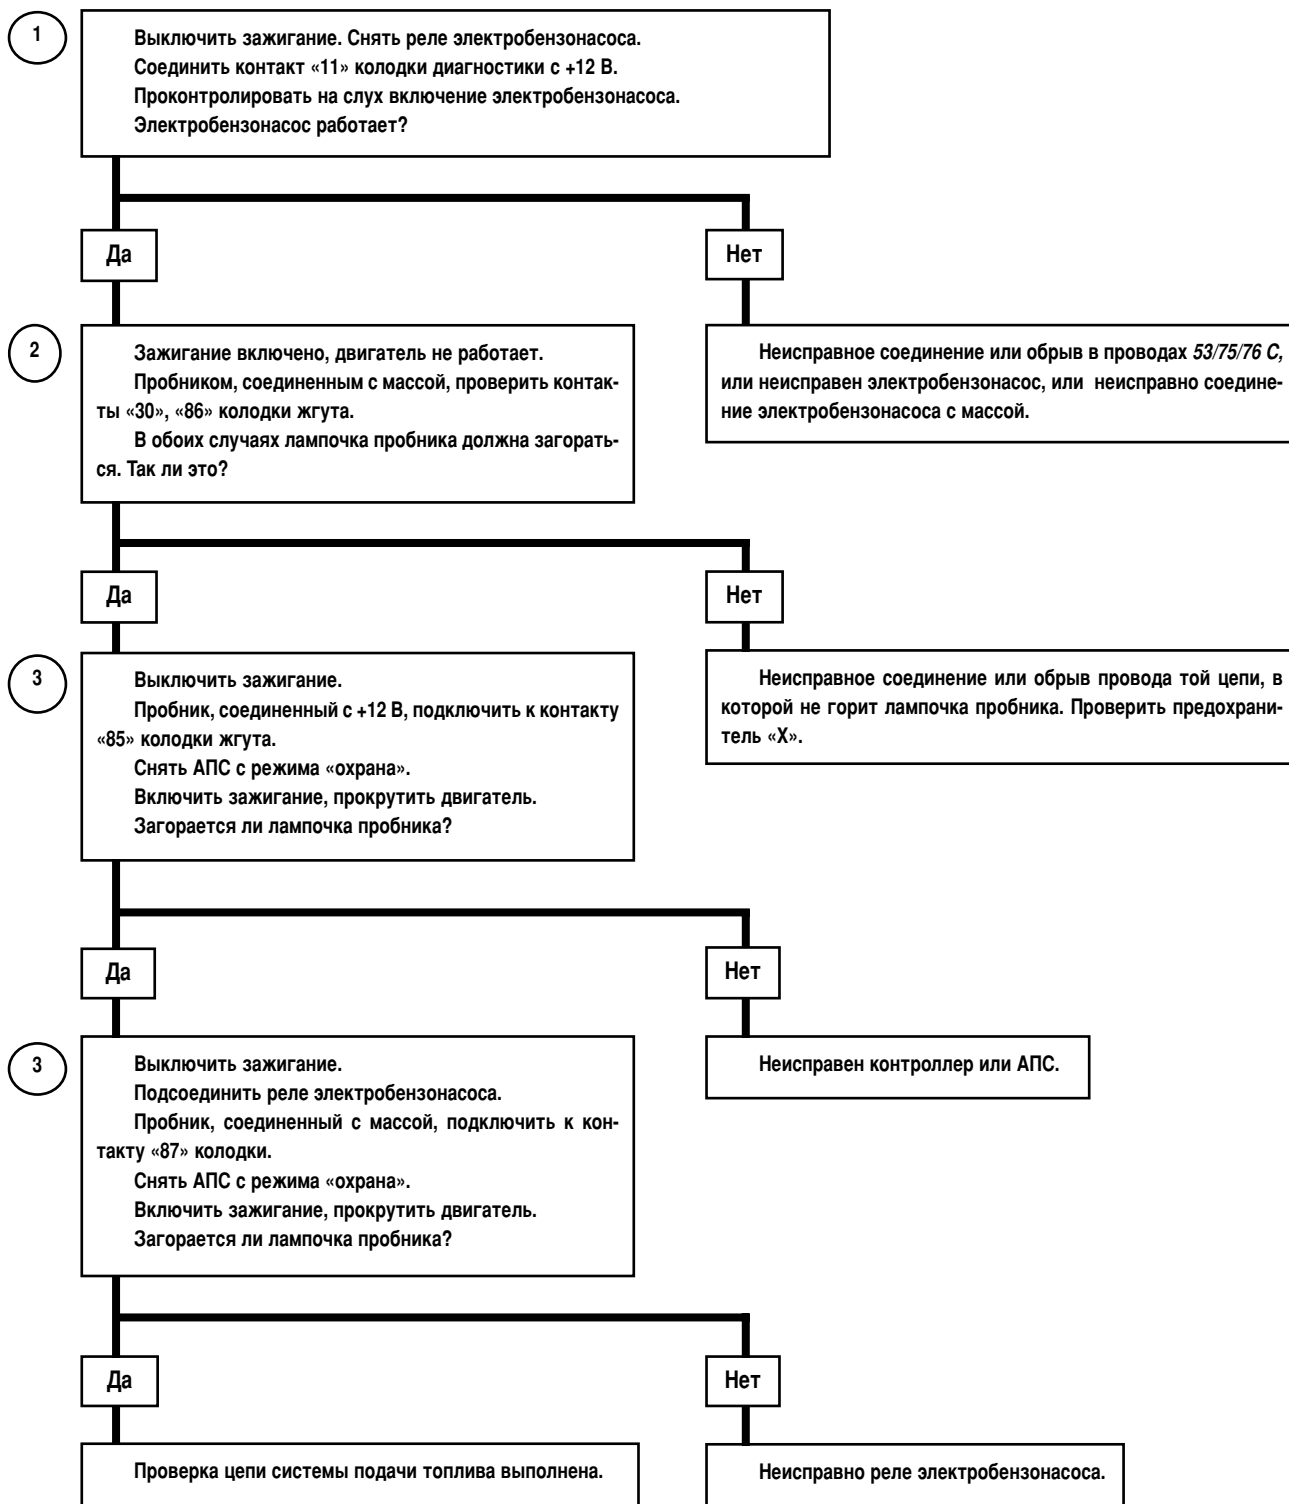 1
Выключить зажигание. Снять реле электробензонасоса.
Соединить контакт «11» колодки диагностики с +12 В.
Проконтролировать на слух включение электробензонасоса.
Электробензонасос работает?
Да
Нет
2
Зажигание включено, двигатель не работает.
Пробником, соединенным с массой, проверить контак-
ты «30», «86» колодки жгута.
В обоих случаях лампочка пробника должна загорать-
ся. Так ли это?
Неисправное соединение или обрыв в проводах 53/75/76 С,
или неисправен электробензонасос, или неисправно соедине-
ние электробензонасоса с массой.
Да
Нет
3
Выключить зажигание.
Пробник, соединенный с +12 В, подключить к контакту
«85» колодки жгута.
Снять АПС с режима «охрана».
Включить зажигание, прокрутить двигатель.
Загорается ли лампочка пробника?
Неисправное соединение или обрыв провода той цепи, в
которой не горит лампочка пробника. Проверить предохрани-
тель «Х».
Да
Нет
3
Выключить зажигание.
Подсоединить реле электробензонасоса.
Пробник, соединенный с массой, подключить к кон-
такту «87» колодки.
Снять АПС с режима «охрана».
Включить зажигание, прокрутить двигатель.
Загорается ли лампочка пробника?
Неисправен контроллер или АПС.
Да
Нет
Проверка цепи системы подачи топлива выполнена.
Неисправно реле электробензонасоса.